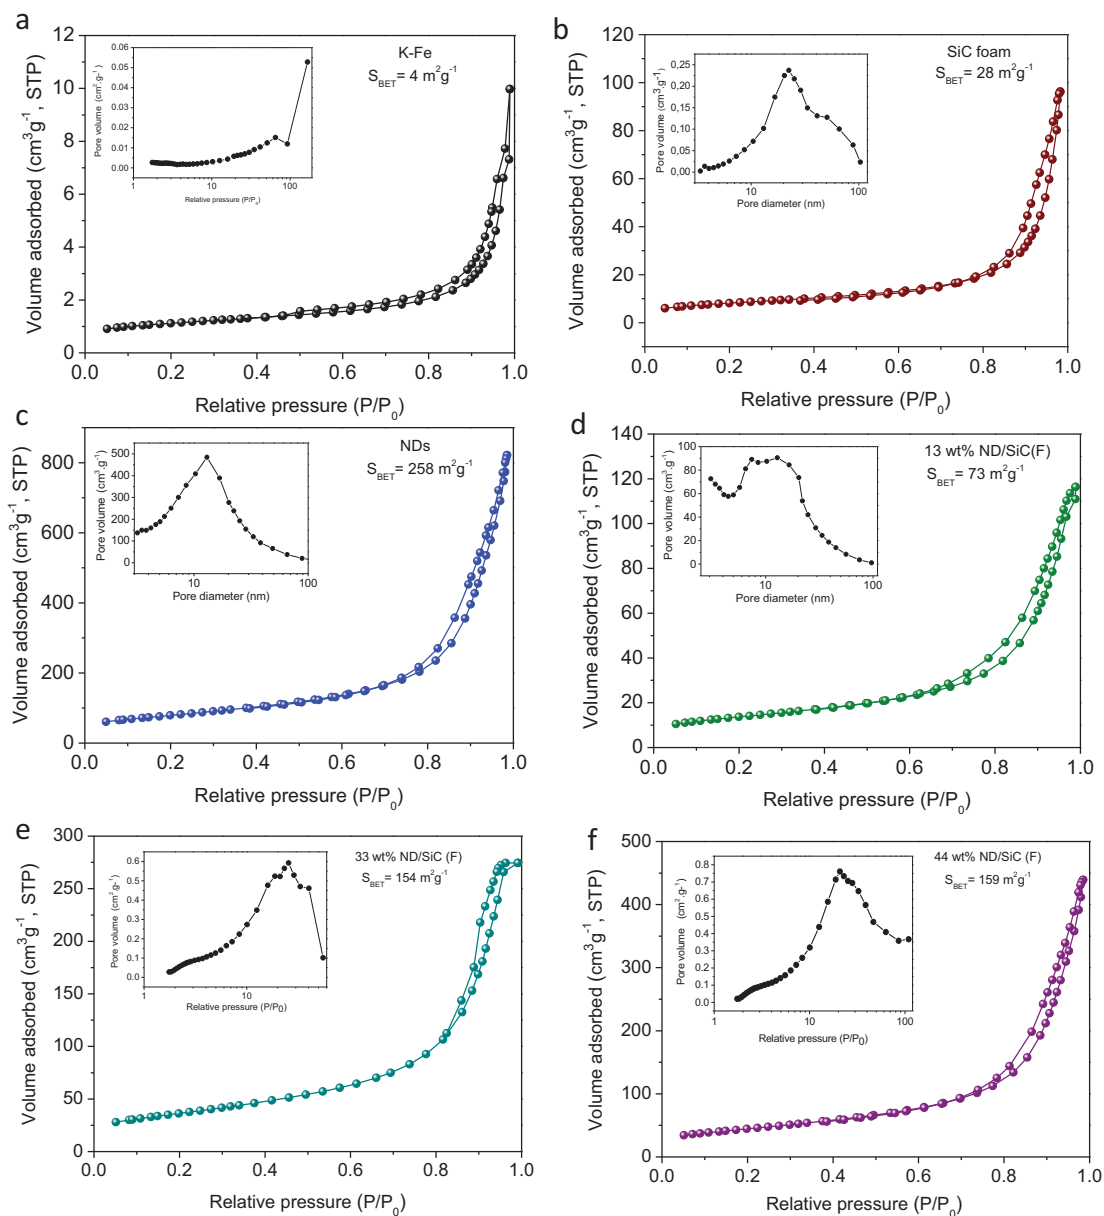 a
K-Fe
S_BET= 4 m²g⁻¹
Volume adsorbed (cm³g⁻¹, STP)
12
10
8
6
4
2
0
0.0 0.2 0.4 0.6 0.8 1.0
Relative pressure (P/P₀)
Pore volume (cm².g⁻¹)
0.06
0.05
0.04
0.03
0.02
0.01
0.00
1 10 100
Relative pressure (P/P₀)
b
SiC foam
S_BET= 28 m²g⁻¹
Volume adsorbed (cm³g⁻¹, STP)
120
100
80
60
40
20
0
0.0 0.2 0.4 0.6 0.8 1.0
Relative pressure (P/P₀)
Pore volume (cm³.g⁻¹)
0,25
0,20
0,15
0,10
0,05
0,00
10 100
Pore diameter (nm)
c
NDs
S_BET= 258 m²g⁻¹
Volume adsorbed (cm³g⁻¹, STP)
800
600
400
200
0
0.0 0.2 0.4 0.6 0.8 1.0
Relative pressure (P/P₀)
Pore volume (cm³.g⁻¹)
500
400
300
200
100
0
10 100
Pore diameter (nm)
d
13 wt% ND/SiC(F)
S_BET= 73 m²g⁻¹
Volume adsorbed (cm³g⁻¹, STP)
140
120
100
80
60
40
20
0
0.0 0.2 0.4 0.6 0.8 1.0
Relative pressure (P/P₀)
Pore volume (cm³.g⁻¹)
100
80
60
40
20
0
1 10 100
Pore diameter (nm)
e
33 wt% ND/SiC (F)
S_BET= 154 m²g⁻¹
Volume adsorbed (cm³g⁻¹, STP)
300
250
200
150
100
50
0
0.0 0.2 0.4 0.6 0.8 1.0
Relative pressure (P/P₀)
Pore volume (cm².g⁻¹)
0.6
0.5
0.4
0.3
0.2
0.1
0.0
1 10
Relative pressure (P/P₀)
f
44 wt% ND/SiC (F)
S_BET= 159 m²g⁻¹
Volume adsorbed (cm³g⁻¹, STP)
500
400
300
200
100
0
0.0 0.2 0.4 0.6 0.8 1.0
Relative pressure (P/P₀)
Pore volume (cm².g⁻¹)
0.8
0.7
0.6
0.5
0.4
0.3
0.2
0.1
0.0
1 10 100
Relative pressure (P/P₀)